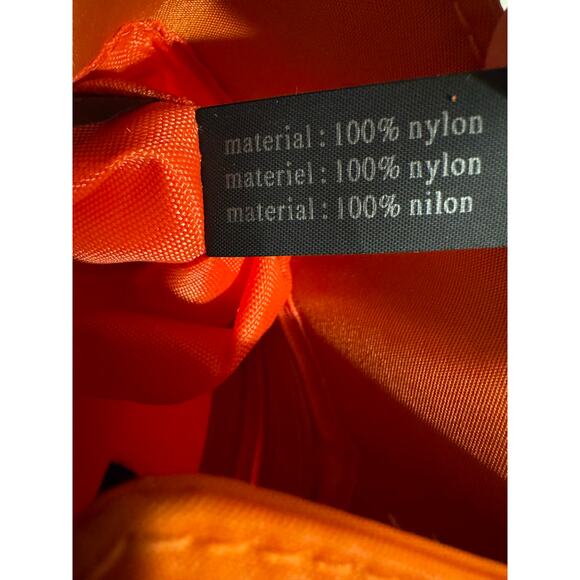 material : 100% nylon
materiel : 100% nylon
material : 100% nilon